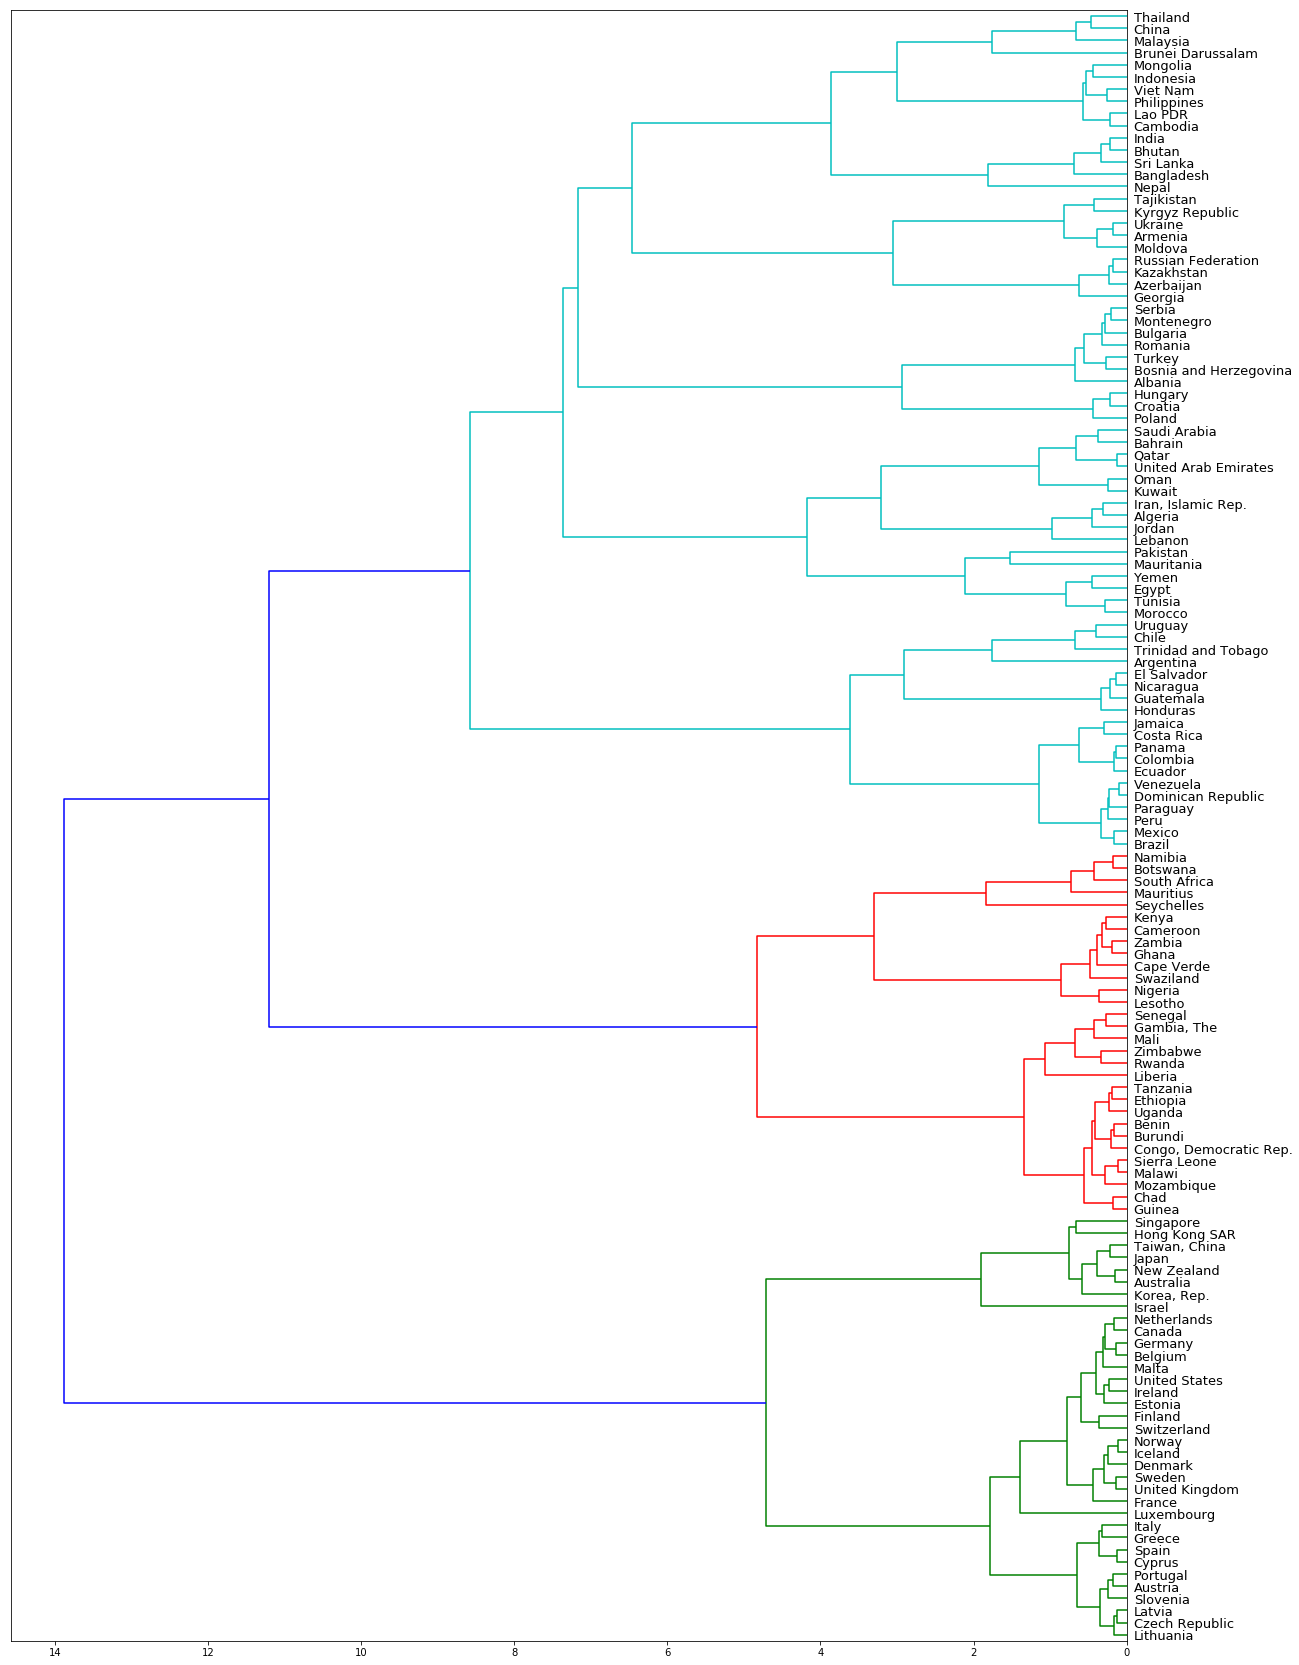 Thailand
China
Malaysia
Brunei Darussalam
Mongolia
Indonesia
Viet Nam
Philippines
Lao PDR
Cambodia
India
Bhutan
Sri Lanka
Bangladesh
Nepal
Tajikistan
Kyrgyz Republic
Ukraine
Armenia
Moldova
Russian Federation
Kazakhstan
Azerbaijan
Georgia
Serbia
Montenegro
Bulgaria
Romania
Turkey
Bosnia and Herzegovina
Albania
Hungary
Croatia
Poland
Saudi Arabia
Bahrain
Qatar
United Arab Emirates
Oman
Kuwait
Iran, Islamic Rep.
Algeria
Jordan
Lebanon
Pakistan
Mauritania
Yemen
Egypt
Tunisia
Morocco
Uruguay
Chile
Trinidad and Tobago
Argentina
El Salvador
Nicaragua
Guatemala
Honduras
Jamaica
Costa Rica
Panama
Colombia
Ecuador
Venezuela
Dominican Republic
Paraguay
Peru
Mexico
Brazil
Namibia
Botswana
South Africa
Mauritius
Seychelles
Kenya
Cameroon
Zambia
Ghana
Cape Verde
Swaziland
Nigeria
Lesotho
Senegal
Gambia, The
Mali
Zimbabwe
Rwanda
Liberia
Tanzania
Ethiopia
Uganda
Benin
Burundi
Congo, Democratic Rep.
Sierra Leone
Malawi
Mozambique
Chad
Guinea
Singapore
Hong Kong SAR
Taiwan, China
Japan
New Zealand
Australia
Korea, Rep.
Israel
Netherlands
Canada
Germany
Belgium
Malta
United States
Ireland
Estonia
Finland
Switzerland
Norway
Iceland
Denmark
Sweden
United Kingdom
France
Luxembourg
Italy
Greece
Spain
Cyprus
Portugal
Austria
Slovenia
Latvia
Czech Republic
Lithuania
14 12 10 8 6 4 2 0